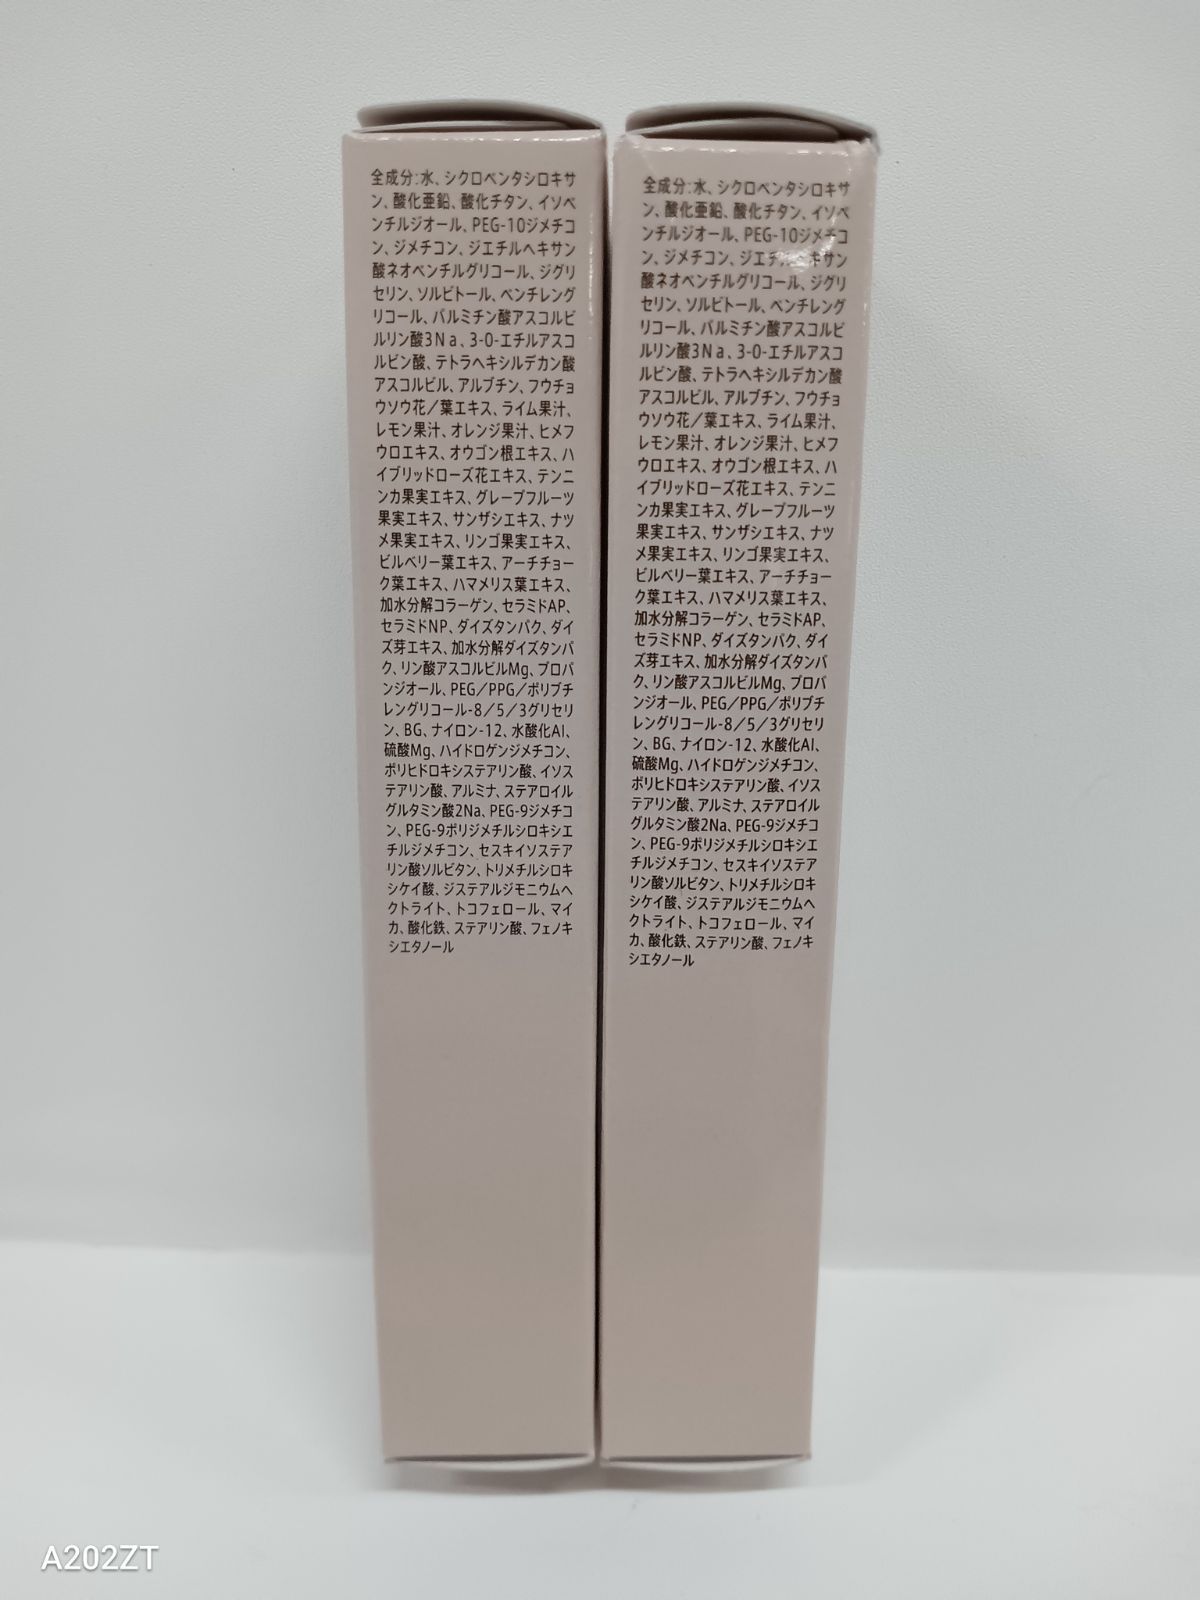 全成分:水、シクロペンタシロキサ
ン、酸化亜鉛、酸化チタン、イソペ
ンチルジオール、PEG-10ジメチコ
ン、ジメチコン、ジエチルヘキサン
酸ネオペンチルグリコール、ジグリ
セリン、ソルビトール、ペンチレング
リコール、パルミチン酸アスコルビ
ルリン酸3Na、3-O-エチルアスコ
ルビン酸、テトラヘキシルデカン酸
アスコルビル、アルブチン、フウチョ
ウソウ花／葉エキス、ライム果汁、
レモン果汁、オレンジ果汁、ヒメフ
ウロエキス、オウゴン根エキス、ハ
イブリッドローズ花エキス、テンニ
ンカ果実エキス、グレープフルーツ
果実エキス、サンザシエキス、ナツ
メ果実エキス、リンゴ果実エキス、
ビルベリー葉エキス、アーチチョー
ク葉エキス、ハマメリス葉エキス、
加水分解コラーゲン、セラミドAP、
セラミドNP、ダイズタンパク、ダイ
ズ芽エキス、加水分解ダイズタンパ
ク、リン酸アスコルビルMg、プロパ
ンジオール、PEG／PPG／ポリブチ
レングリコール-8／5／3グリセリ
ン、BG、ナイロン-12、水酸化Al、
硫酸Mg、ハイドロゲンジメチコン、
ポリヒドロキシステアリン酸、イソス
テアリン酸、アルミナ、ステアロイル
グルタミン酸2Na、PEG-9ジメチコ
ン、PEG-9ポリジメチルシロキシエ
チルジメチコン、セスキイソステア
リン酸ソルビタン、トリメチルシロキ
シケイ酸、ジステアルジモニウムヘ
クトライト、トコフェロール、マイ
カ、酸化鉄、ステアリン酸、フェノキ
シエタノール
全成分:水、シクロペンタシロキサ
ン、酸化亜鉛、酸化チタン、イソペ
ンチルジオール、PEG-10ジメチコ
ン、ジメチコン、ジエチルヘキサン
酸ネオペンチルグリコール、ジグリ
セリン、ソルビトール、ペンチレング
リコール、パルミチン酸アスコルビ
ルリン酸3Na、3-O-エチルアスコ
ルビン酸、テトラヘキシルデカン酸
アスコルビル、アルブチン、フウチョ
ウソウ花／葉エキス、ライム果汁、
レモン果汁、オレンジ果汁、ヒメフ
ウロエキス、オウゴン根エキス、ハ
イブリッドローズ花エキス、テンニ
ンカ果実エキス、グレープフルーツ
果実エキス、サンザシエキス、ナツ
メ果実エキス、リンゴ果実エキス、
ビルベリー葉エキス、アーチチョー
ク葉エキス、ハマメリス葉エキス、
加水分解コラーゲン、セラミドAP、
セラミドNP、ダイズタンパク、ダイ
ズ芽エキス、加水分解ダイズタンパ
ク、リン酸アスコルビルMg、プロパ
ンジオール、PEG／PPG／ポリブチ
レングリコール-8／5／3グリセリ
ン、BG、ナイロン-12、水酸化Al、
硫酸Mg、ハイドロゲンジメチコン、
ポリヒドロキシステアリン酸、イソス
テアリン酸、アルミナ、ステアロイル
グルタミン酸2Na、PEG-9ジメチコ
ン、PEG-9ポリジメチルシロキシエ
チルジメチコン、セスキイソステア
リン酸ソルビタン、トリメチルシロキ
シケイ酸、ジステアルジモニウムヘ
クトライト、トコフェロール、マイ
カ、酸化鉄、ステアリン酸、フェノキ
シエタノール
A202ZT